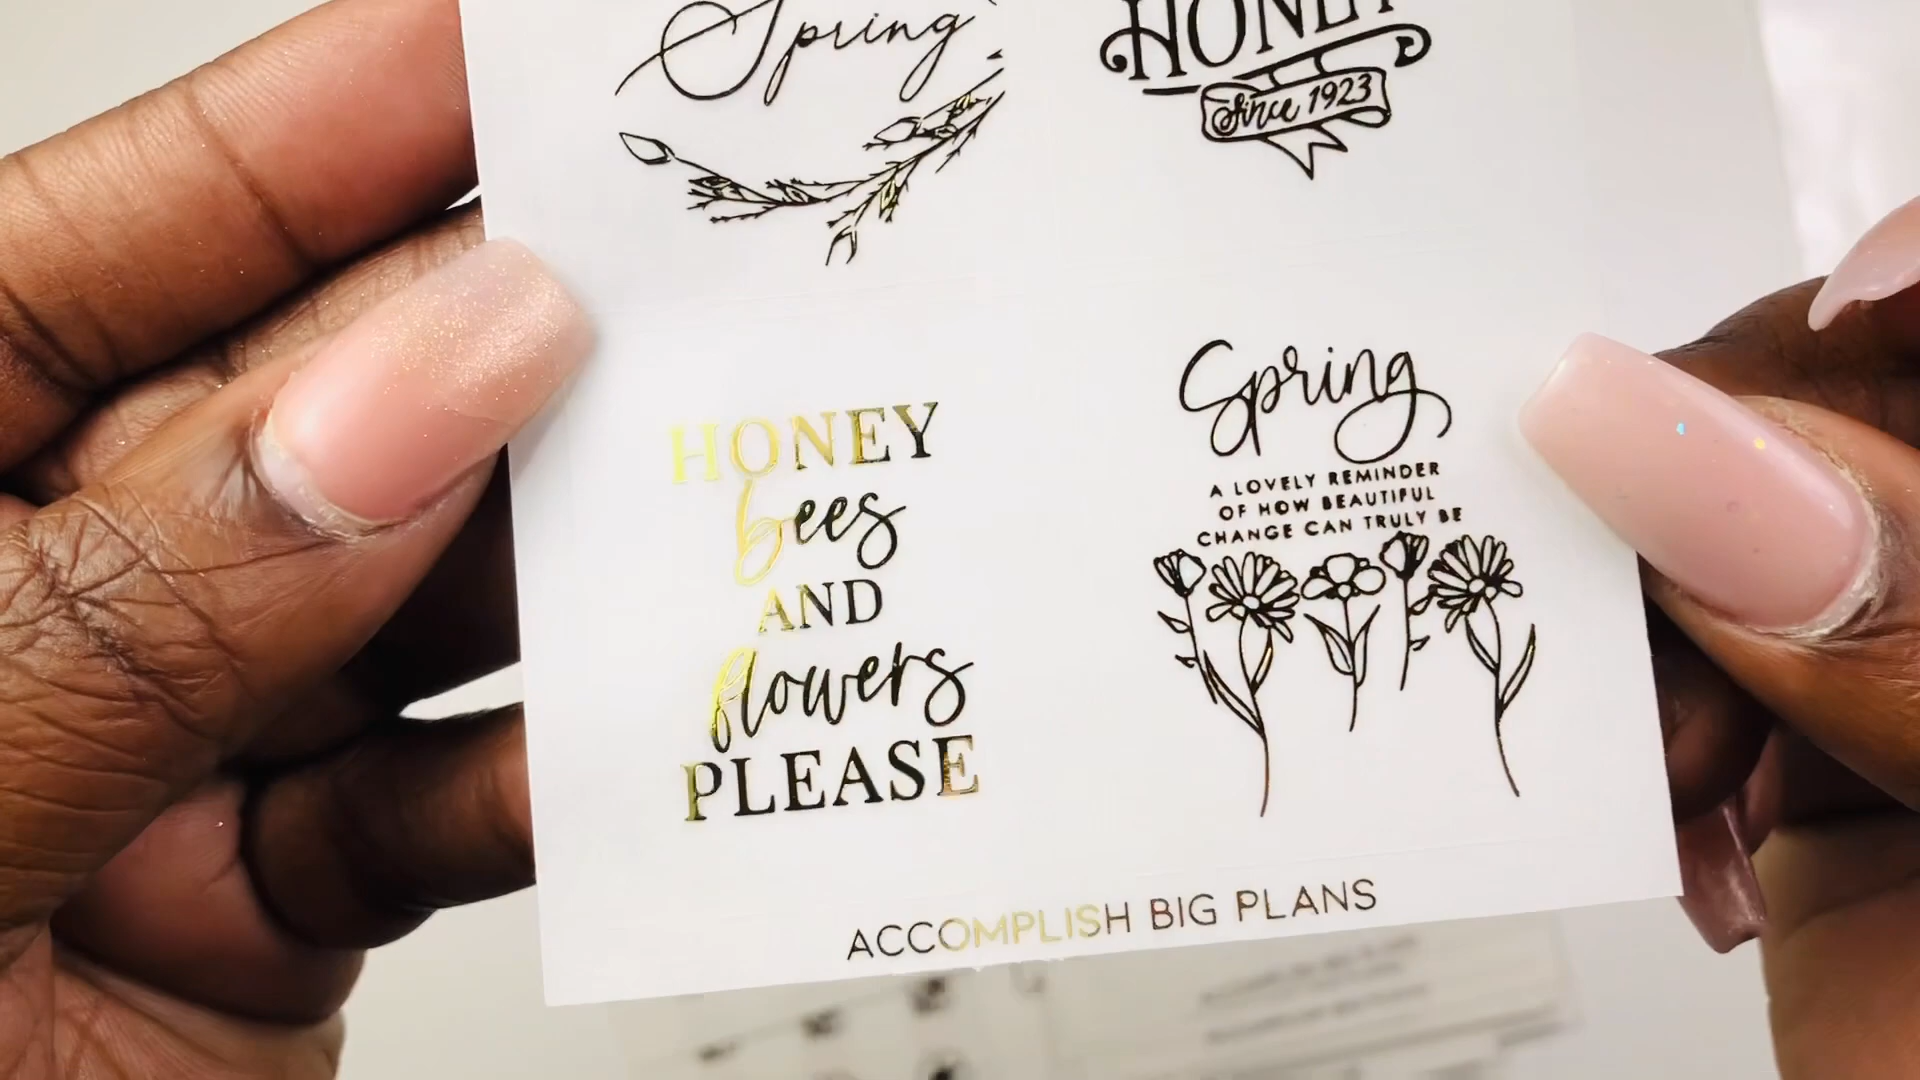 Spring
HONEY
Since 1923
HONEY
bees
AND
flowers
PLEASE
Spring
A LOVELY REMINDER
OF HOW BEAUTIFUL
CHANGE CAN TRULY BE
ACCOMPLISH BIG PLANS